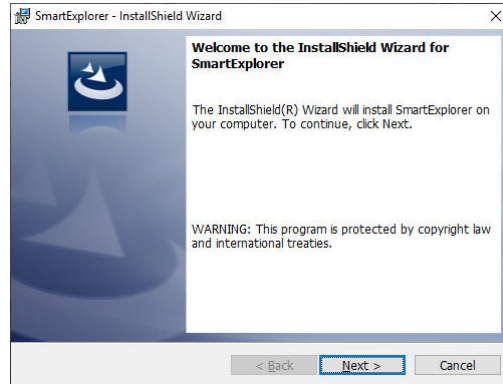 SmartExplorer - InstallShield Wizard
Welcome to the InstallShield Wizard for
SmartExplorer
The InstallShield(R) Wizard will install SmartExplorer on
your computer. To continue, click Next.
WARNING: This program is protected by copyright law
and international treaties.
< Back Next > Cancel